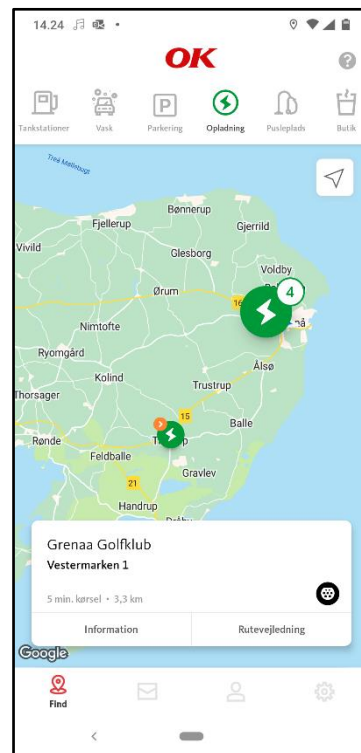 14.24
OK
Tankstationer
Vask
Parkering
Opladning
Pusleplads
Butik
Treå Møllebugt
Bønnerup
Fjellerup
Gjerrild
Vivild
Glesborg
Voldby
4
Ørum
16
Nimtofte
Ryomgård
Ålsø
Kolind
Trustrup
Thorsager
15
Balle
Rønde
Feldballe
Gravlev
21
Handrup
Grenaa Golfklub
Vestermarken 1
5 min. kørsel • 3,3 km
Information
Rutevejledning
Google
Find